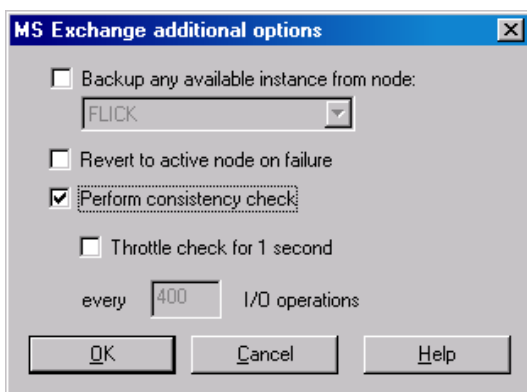 MS Exchange additional options
Backup any available instance from node:
FLICK
Revert to active node on failure
Perform consistency check
Throttle check for 1 second
every 400 I/O operations
OK Cancel Help